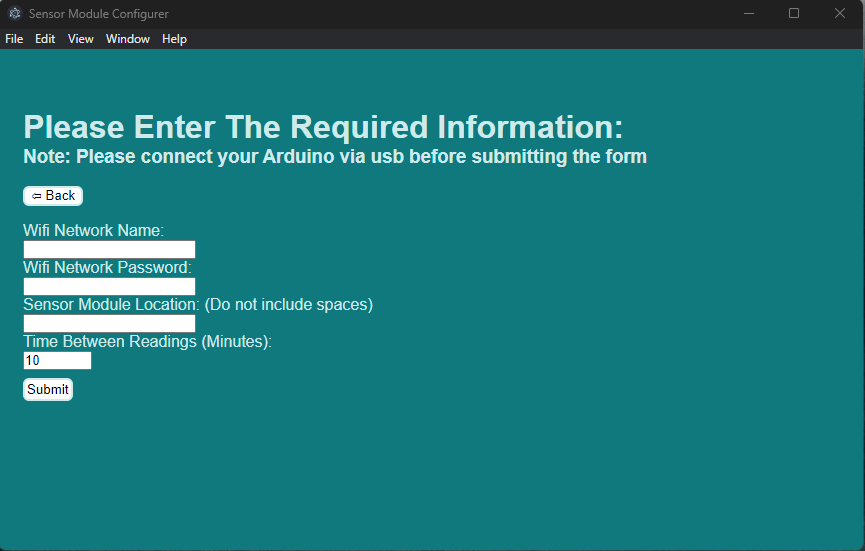 Sensor Module Configurer
File Edit View Window Help
Please Enter The Required Information:
Note: Please connect your Arduino via usb before submitting the form
⇦ Back
Wifi Network Name:
Wifi Network Password:
Sensor Module Location: (Do not include spaces)
Time Between Readings (Minutes):
10
Submit